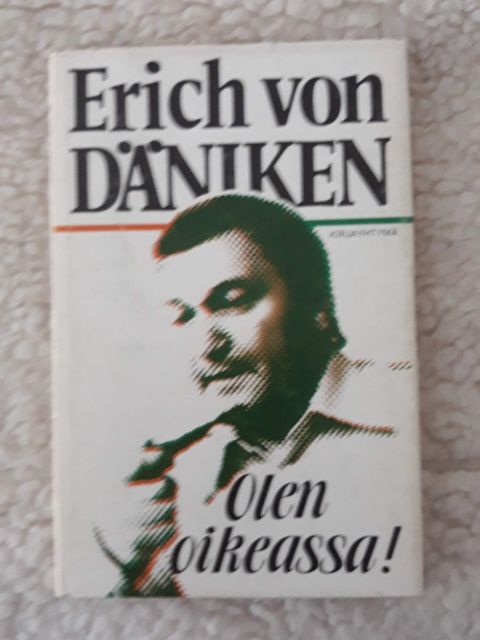 Erich von
DÄNIKEN
KIRJAYHTYMÄ
Olen
oikeassa!